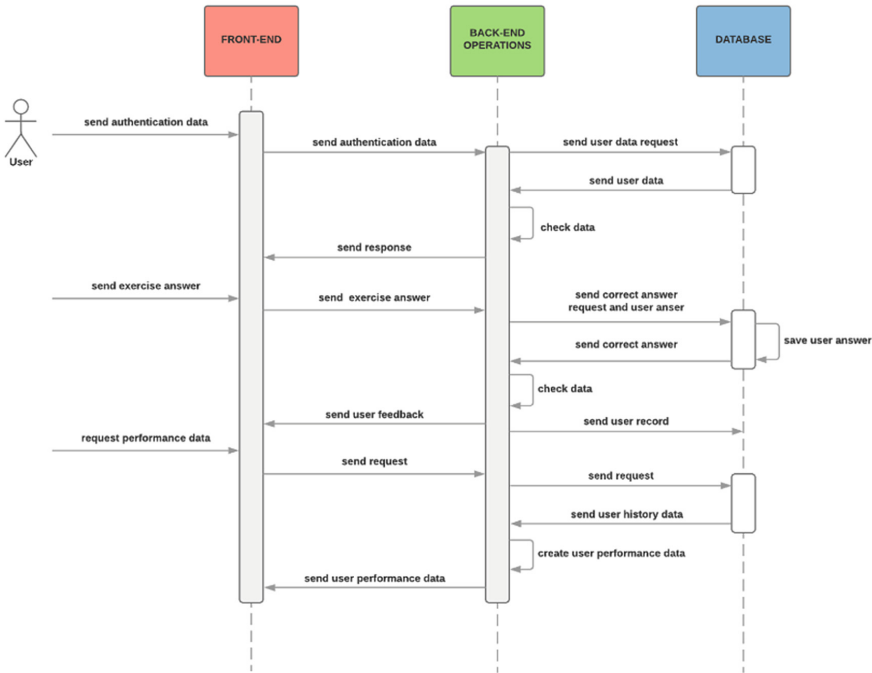 FRONT-END
BACK-END
OPERATIONS
DATABASE
User
send authentication data
send authentication data
send user data request
send user data
check data
send response
send exercise answer
send exercise answer
send correct answer
request and user anser
save user answer
send correct answer
check data
send user feedback
send user record
request performance data
send request
send request
send user history data
create user performance data
send user performance data